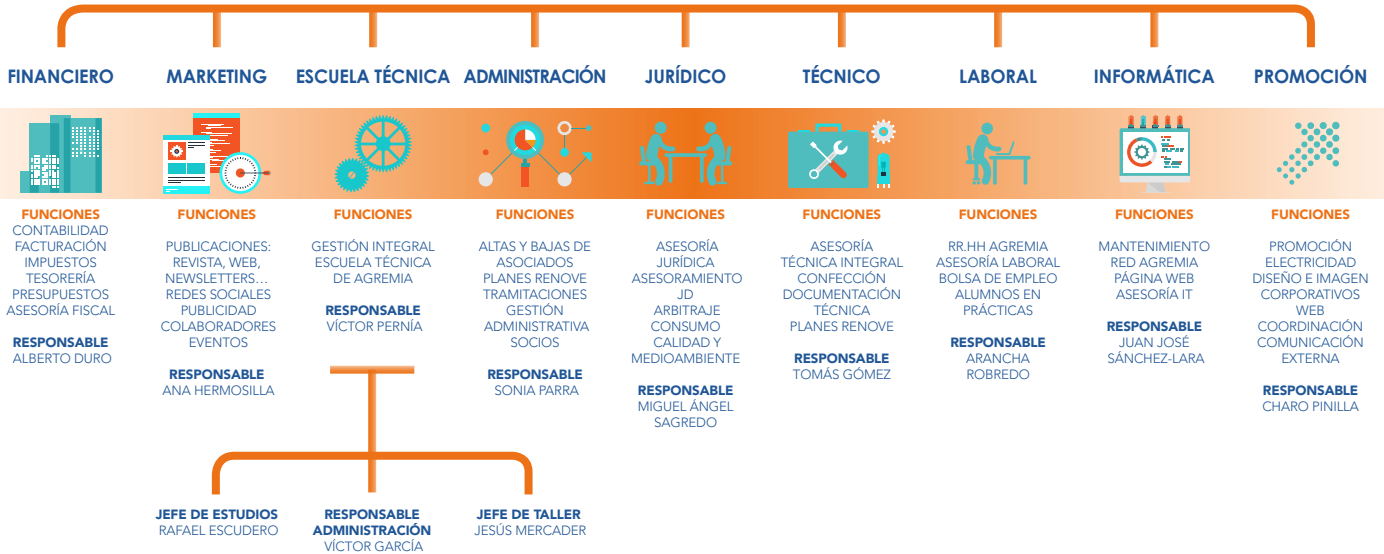 FINANCIERO
FUNCIONES
CONTABILIDAD
FACTURACIÓN
IMPUESTOS
TESORERÍA
PRESUPUESTOS
ASESORÍA FISCAL
RESPONSABLE
ALBERTO DURO
MARKETING
FUNCIONES
PUBLICACIONES:
REVISTA, WEB,
NEWSLETTERS...
REDES SOCIALES
PUBLICIDAD
COLABORADORES
EVENTOS
RESPONSABLE
ANA HERMOSILLA
ESCUELA TÉCNICA
FUNCIONES
GESTIÓN INTEGRAL
ESCUELA TÉCNICA
DE AGREMIA
RESPONSABLE
VÍCTOR PERNÍA
ADMINISTRACIÓN
FUNCIONES
ALTAS Y BAJAS DE
ASOCIADOS
PLANES RENOVE
TRAMITACIONES
GESTIÓN
ADMINISTRATIVA
SOCIOS
RESPONSABLE
SONIA PARRA
JURÍDICO
FUNCIONES
ASESORÍA
JURÍDICA
ASESORAMIENTO
JD
ARBITRAJE
CONSUMO
CALIDAD Y
MEDIOAMBIENTE
RESPONSABLE
MIGUEL ÁNGEL
SAGREDO
TÉCNICO
FUNCIONES
ASESORÍA
TÉCNICA INTEGRAL
CONFECCIÓN
DOCUMENTACIÓN
TÉCNICA
PLANES RENOVE
RESPONSABLE
TOMÁS GÓMEZ
LABORAL
FUNCIONES
RR.HH AGREMIA
ASESORÍA LABORAL
BOLSA DE EMPLEO
ALUMNOS EN
PRÁCTICAS
RESPONSABLE
ARANCHA
ROBREDO
INFORMÁTICA
FUNCIONES
MANTENIMIENTO
RED AGREMIA
PÁGINA WEB
ASESORÍA IT
RESPONSABLE
JUAN JOSÉ
SÁNCHEZ-LARA
PROMOCIÓN
FUNCIONES
PROMOCIÓN
ELECTRICIDAD
DISEÑO E IMAGEN
CORPORATIVOS
WEB
COORDINACIÓN
COMUNICACIÓN
EXTERNA
RESPONSABLE
CHARO PINILLA
JEFE DE ESTUDIOS
RAFAEL ESCUDERO
RESPONSABLE
ADMINISTRACIÓN
VÍCTOR GARCÍA
JEFE DE TALLER
JESÚS MERCADER